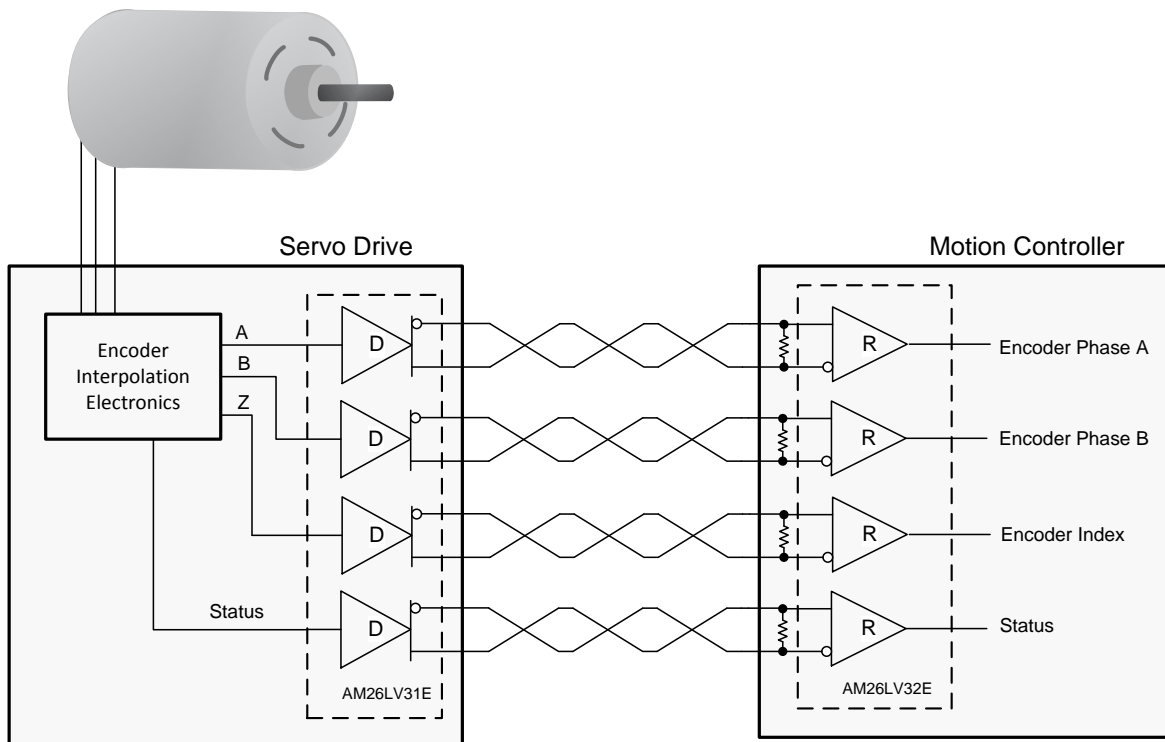 Servo Drive
Motion Controller
Encoder
Interpolation
Electronics
A
B
Z
Status
D
D
D
D
AM26LV31E
R
R
R
R
AM26LV32E
Encoder Phase A
Encoder Phase B
Encoder Index
Status